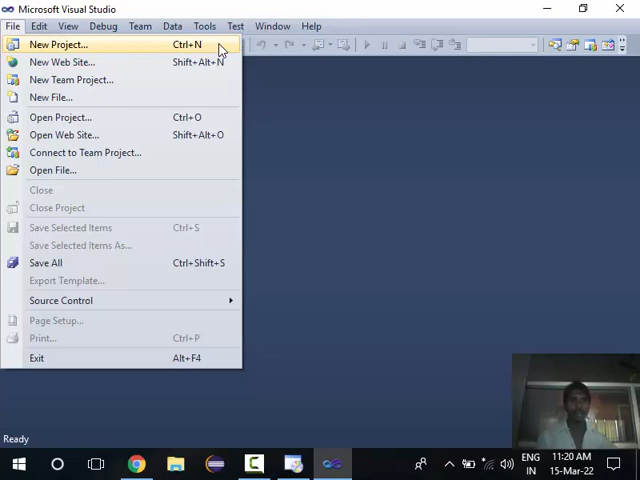 Microsoft Visual Studio
File Edit View Debug Team Data Tools Test Window Help
New Project... Ctrl+N
New Web Site... Shift+Alt+N
New Team Project...
New File...
Open Project... Ctrl+O
Open Web Site... Shift+Alt+O
Connect to Team Project...
Open File...
Close
Close Project
Save Selected Items Ctrl+S
Save Selected Items As...
Save All Ctrl+Shift+S
Export Template...
Source Control
Page Setup...
Print... Ctrl+P
Exit Alt+F4
Ready
ENG 11:20 AM
IN 15-Mar-22